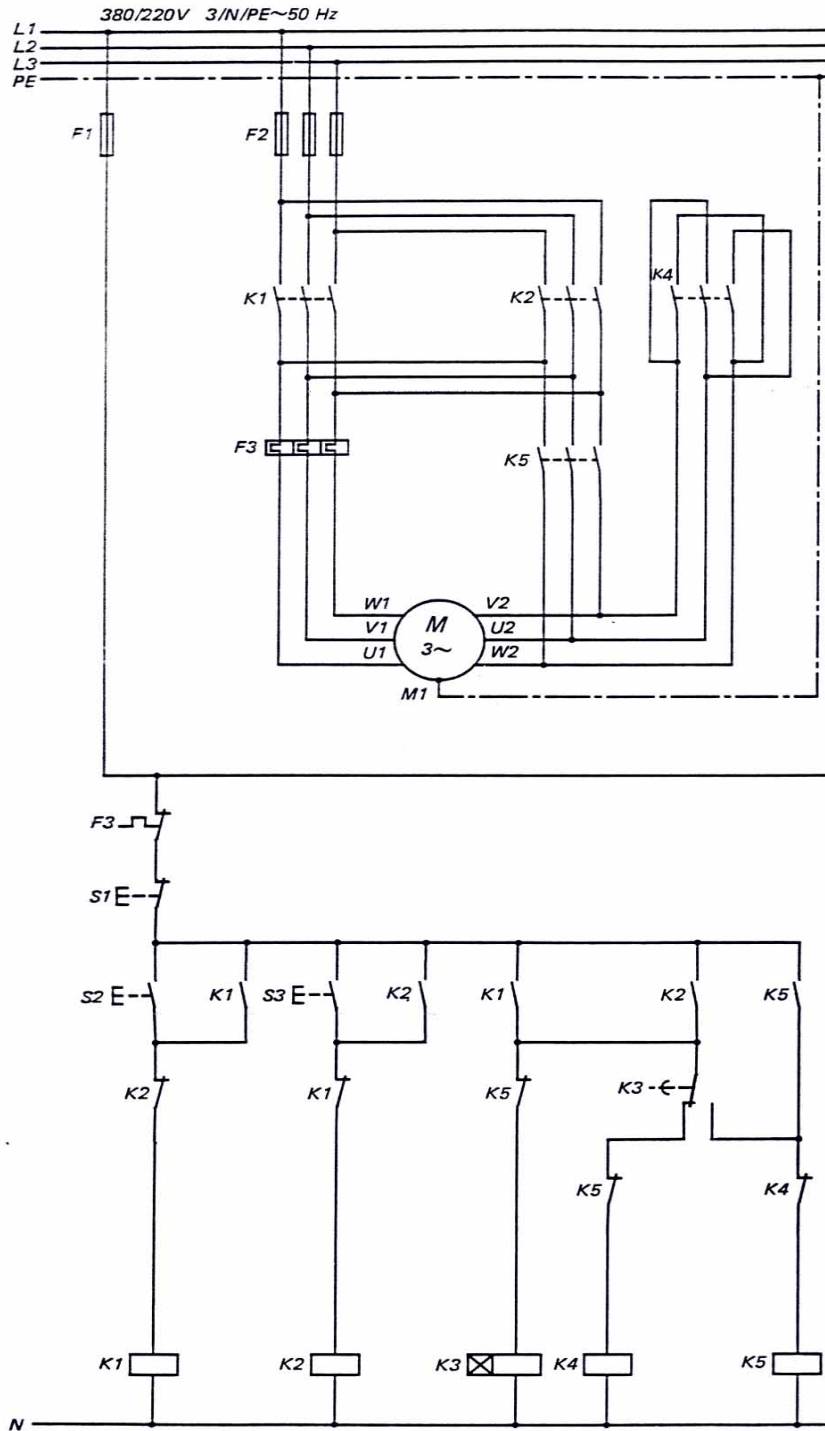 380/220V 3/N/PE~50 Hz
L1
L2
L3
PE
F1
F2
K1
K2
K4
F3
K5
W1
V1
U1
M
3~
V2
U2
W2
M1
F3
S1
S2
K1
S3
K2
K1
K2
K5
K2
K1
K5
K3
K5
K4
K1
K2
K3
K4
K5
N